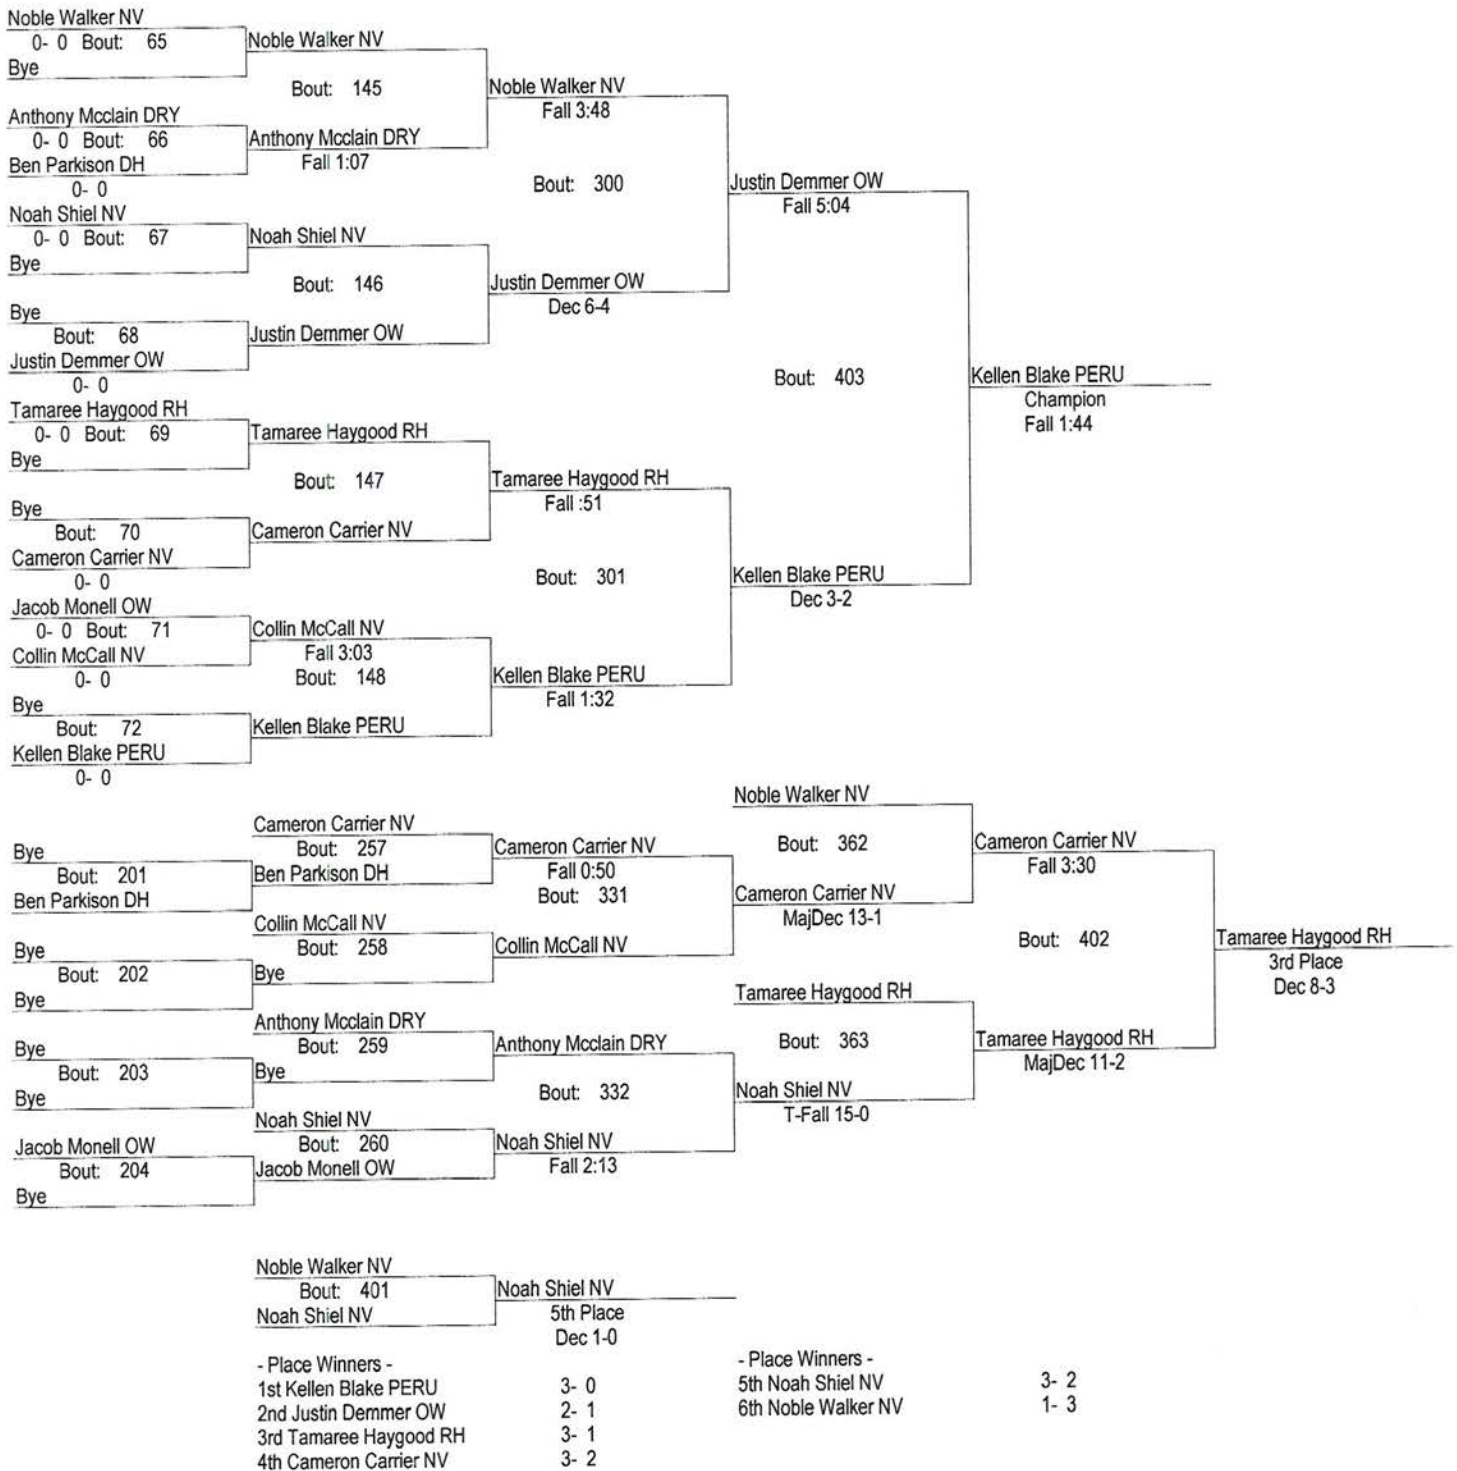 Noble Walker NV
0- 0 Bout: 65
Bye
Noble Walker NV
Bout: 145
Anthony Mcclain DRY
0- 0 Bout: 66
Ben Parkison DH
0- 0
Anthony Mcclain DRY
Fall 1:07
Noble Walker NV
Fall 3:48
Bout: 300
Noah Shiel NV
0- 0 Bout: 67
Bye
Noah Shiel NV
Bout: 146
Bye
Bout: 68
Justin Demmer OW
0- 0
Justin Demmer OW
Justin Demmer OW
Dec 6-4
Justin Demmer OW
Fall 5:04
Bout: 403
Kellen Blake PERU
Champion
Fall 1:44
Tamaree Haygood RH
0- 0 Bout: 69
Bye
Tamaree Haygood RH
Bout: 147
Bye
Bout: 70
Cameron Carrier NV
0- 0
Cameron Carrier NV
Tamaree Haygood RH
Fall :51
Bout: 301
Jacob Monell OW
0- 0 Bout: 71
Collin McCall NV
0- 0
Collin McCall NV
Fall 3:03
Bout: 148
Bye
Bout: 72
Kellen Blake PERU
0- 0
Kellen Blake PERU
Kellen Blake PERU
Fall 1:32
Kellen Blake PERU
Dec 3-2
Bye
Bout: 201
Ben Parkison DH
Cameron Carrier NV
Bout: 257
Ben Parkison DH
Cameron Carrier NV
Fall 0:50
Bout: 331
Bye
Bout: 202
Bye
Collin McCall NV
Bout: 258
Bye
Collin McCall NV
Noble Walker NV
Bout: 362
Cameron Carrier NV
MajDec 13-1
Cameron Carrier NV
Fall 3:30
Bout: 402
Tamaree Haygood RH
3rd Place
Dec 8-3
Bye
Bout: 203
Bye
Anthony Mcclain DRY
Bout: 259
Bye
Anthony Mcclain DRY
Bout: 332
Jacob Monell OW
Bout: 204
Bye
Noah Shiel NV
Bout: 260
Jacob Monell OW
Noah Shiel NV
Fall 2:13
Tamaree Haygood RH
Bout: 363
Noah Shiel NV
T-Fall 15-0
Tamaree Haygood RH
MajDec 11-2
Noble Walker NV
Bout: 401
Noah Shiel NV
Noah Shiel NV
5th Place
Dec 1-0
- Place Winners -
1st Kellen Blake PERU 3- 0
2nd Justin Demmer OW 2- 1
3rd Tamaree Haygood RH 3- 1
4th Cameron Carrier NV 3- 2
- Place Winners -
5th Noah Shiel NV 3- 2
6th Noble Walker NV 1- 3